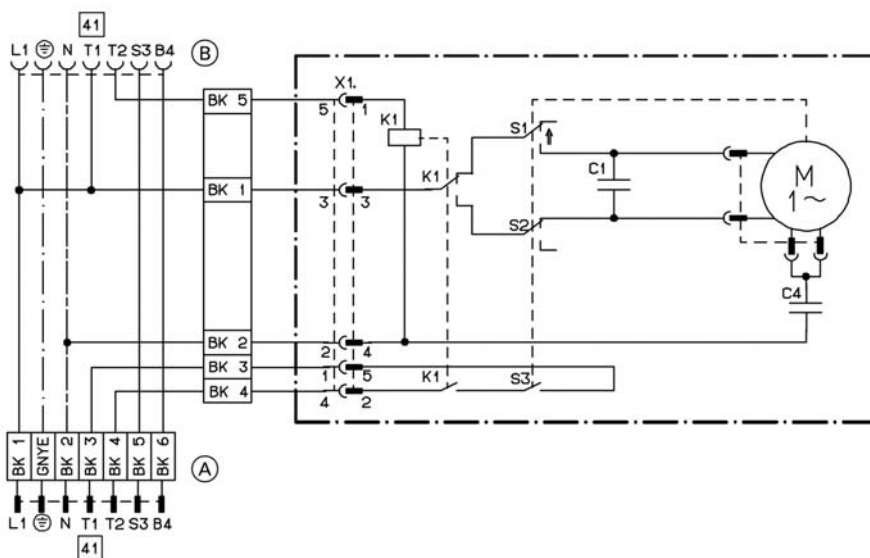 41
L1 N T1 T2 S3 B4 B
BK 5
5 X1. 1
K1
S1
BK 1
3 3
K1
C1
M
1~
S2
C4
BK 2
2 4
BK 3
1 5
BK 4
4 2
K1
S3
BK 1
GNYE
BK 2
BK 3
BK 4
BK 5
BK 6
A
L1 N T1 T2 S3 B4
41